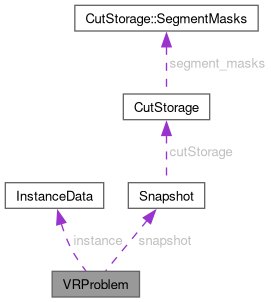 CutStorage::SegmentMasks
segment_masks
CutStorage
cutStorage
InstanceData
Snapshot
instance
snapshot
VRProblem